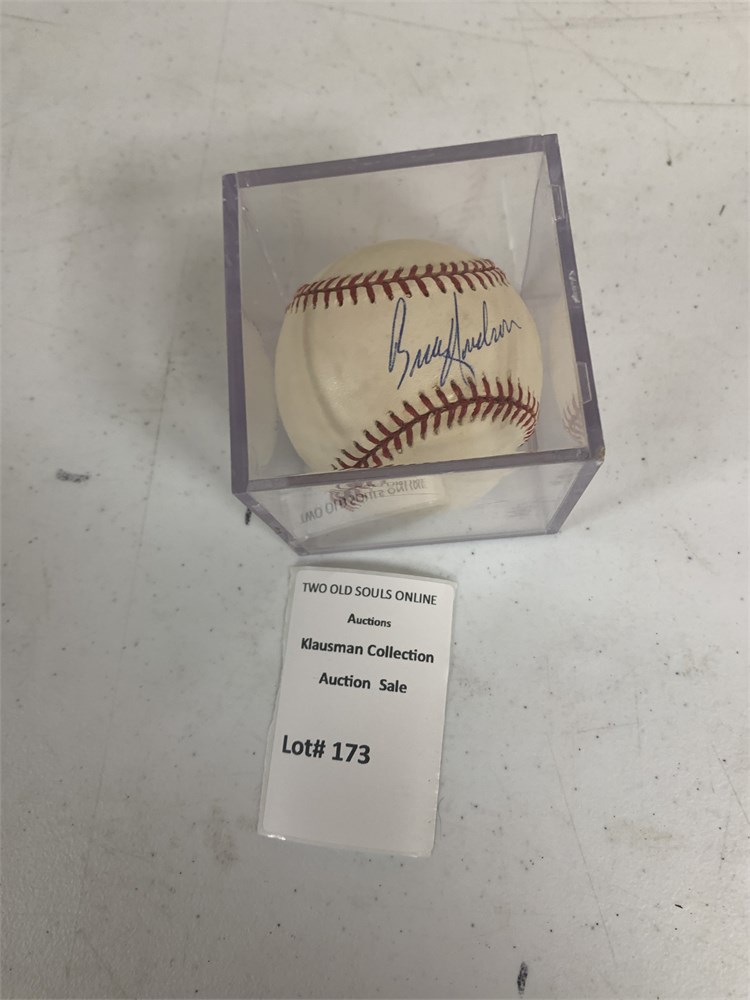 TWO OLD SOULS ONLINE
Auctions
Klausman Collection
Auction Sale
Lot# 173